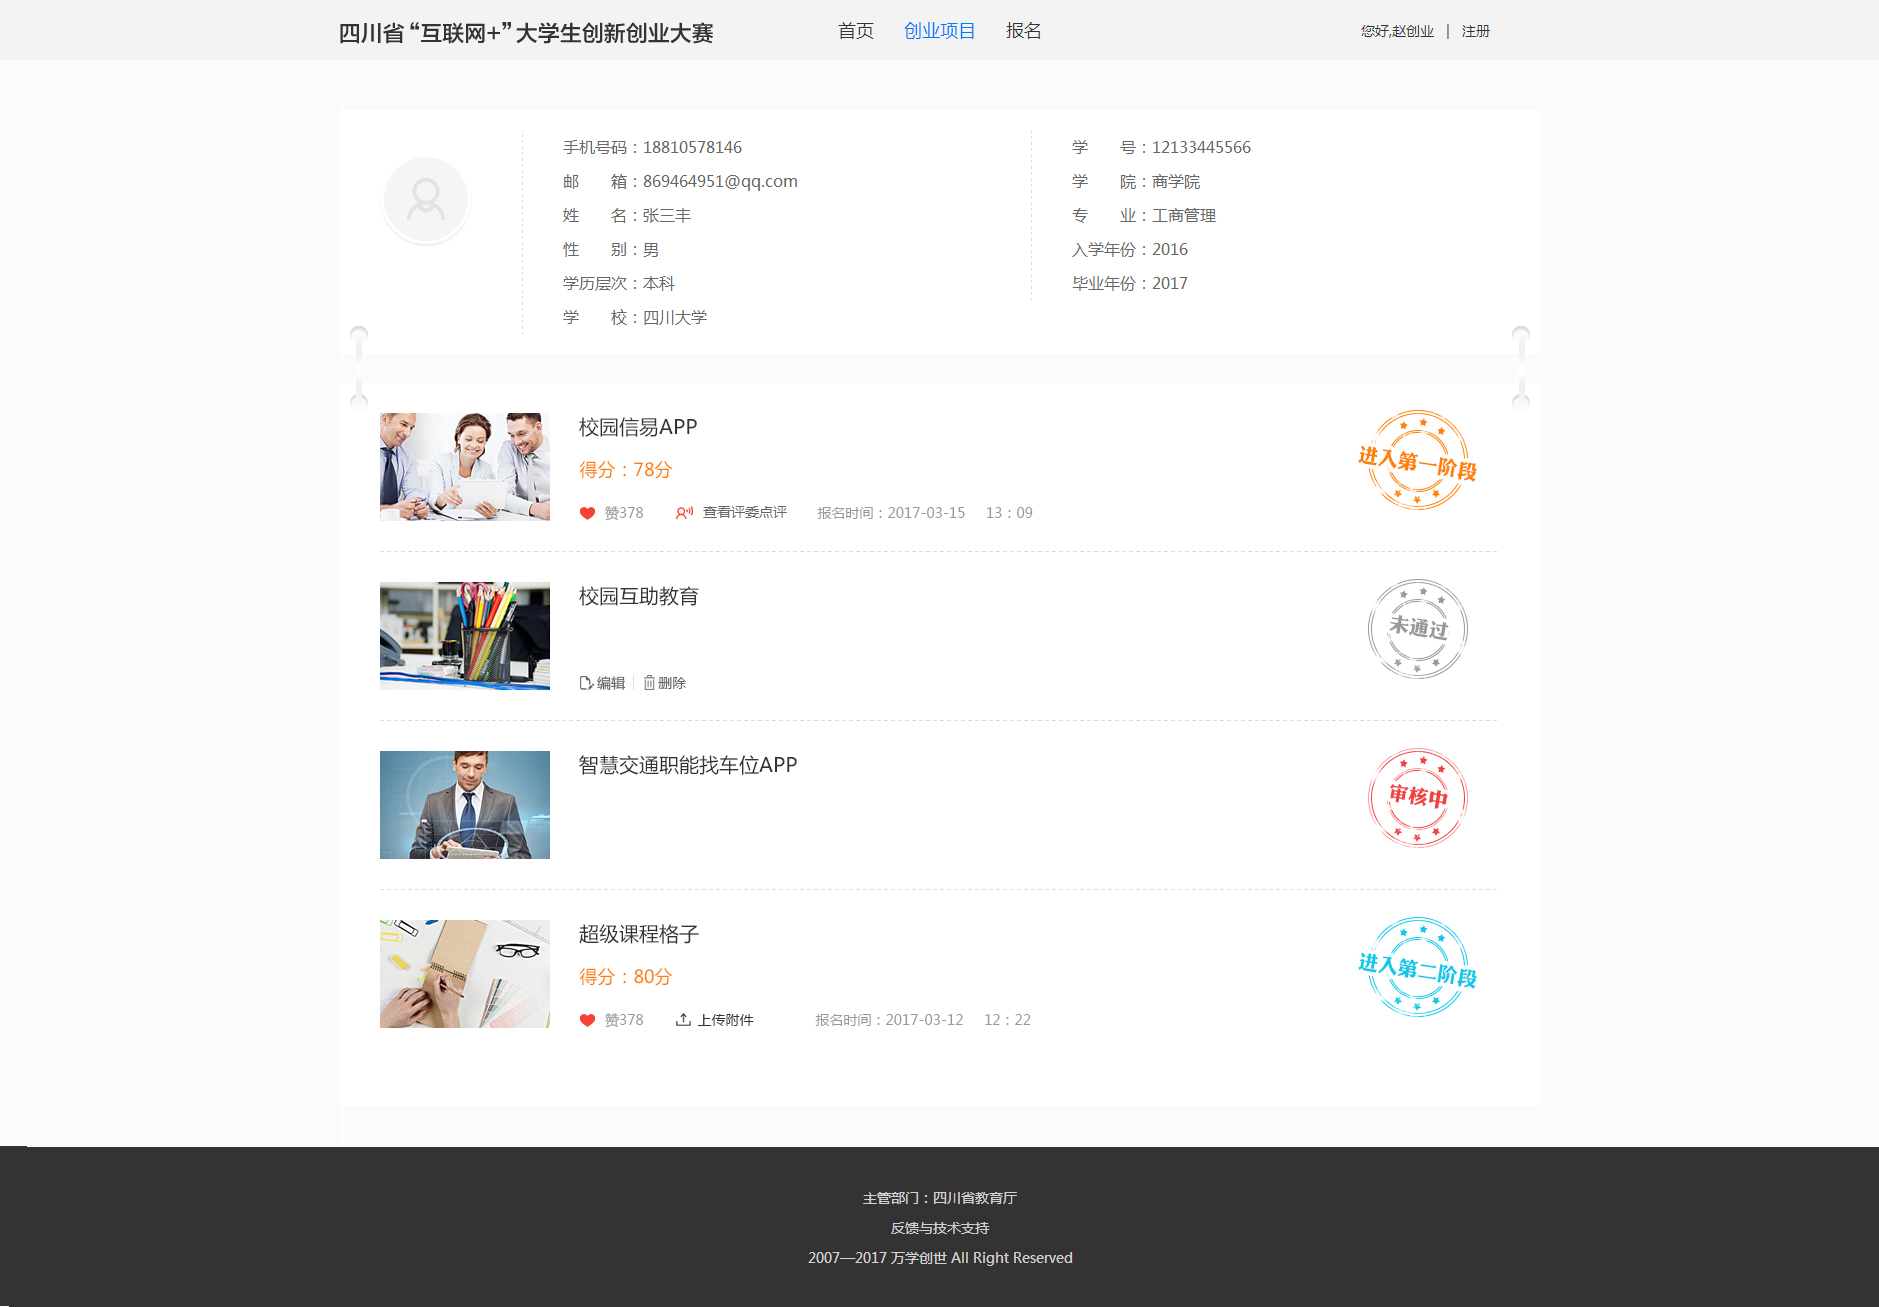 四川省“互联网+”大学生创新创业大赛 首页 创业项目 报名 您好,赵创业 | 注册
手机号码：18810578146
邮 箱：869464951@qq.com
姓 名：张三丰
性 别：男
学历层次：本科
学 校：四川大学
学 号：12133445566
学 院：商学院
专 业：工商管理
入学年份：2016
毕业年份：2017
校园信易APP
得分：78分
赞378 查看评委点评 报名时间：2017-03-15 13：09
进入第一阶段
校园互助教育
编辑 删除
未通过
智慧交通职能找车位APP
审核中
超级课程格子
得分：80分
赞378 上传附件 报名时间：2017-03-12 12：22
进入第二阶段
主管部门：四川省教育厅
反馈与技术支持
2007—2017 万学创世 All Right Reserved